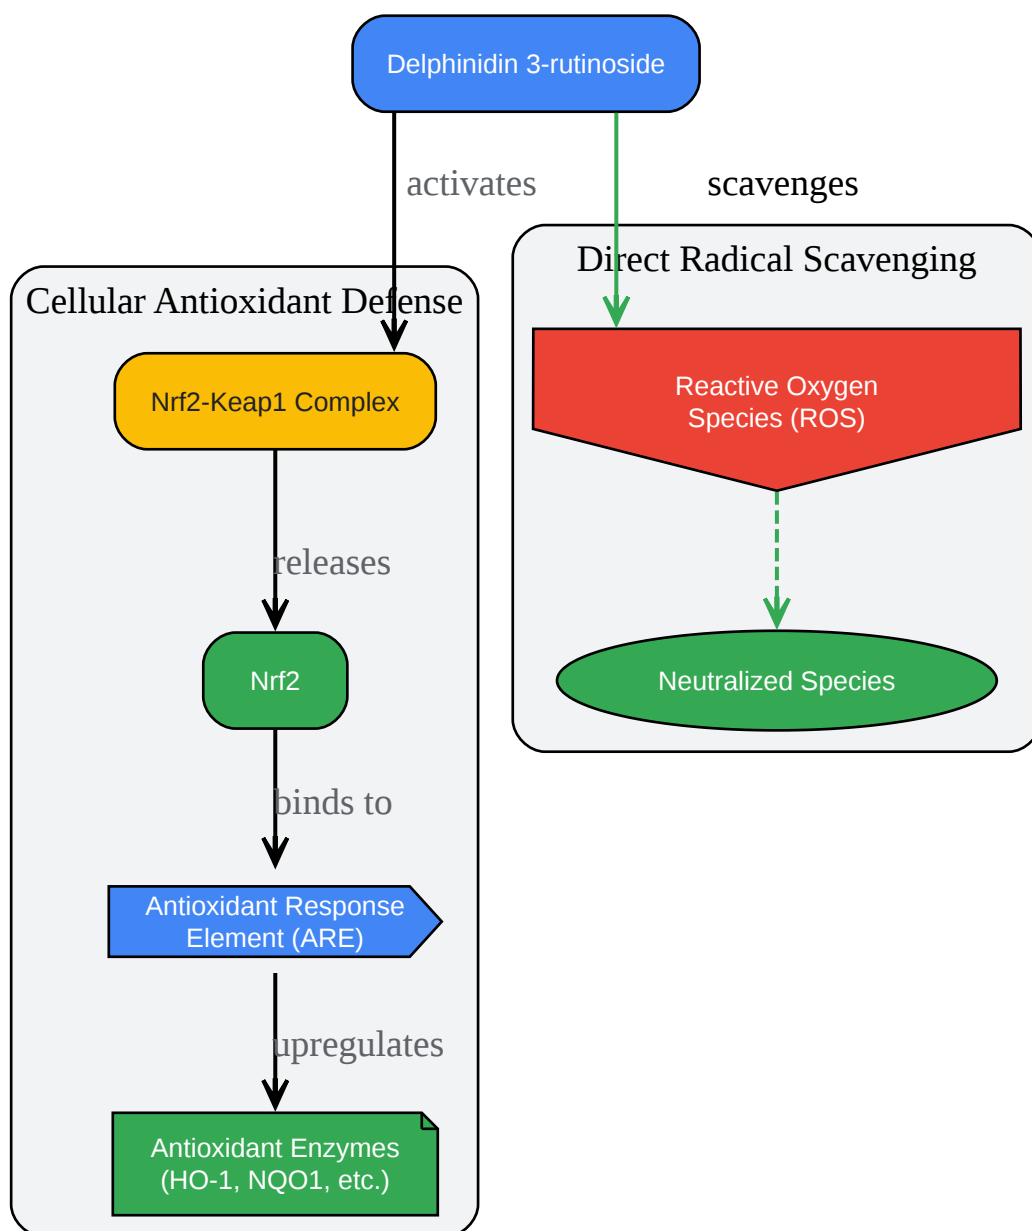 Delphinidin 3-rutinoside
activates
scavenges
Direct Radical Scavenging
Cellular Antioxidant Defense
Reactive Oxygen
Species (ROS)
Nrf2-Keap1 Complex
releases
Nrf2
Neutralized Species
binds to
Antioxidant Response
Element (ARE)
upregulates
Antioxidant Enzymes
(HO-1, NQO1, etc.)